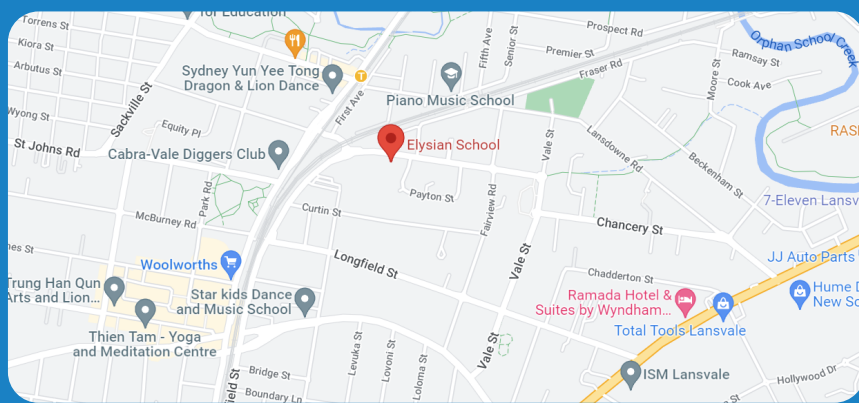 for Education
Torrens St
Kiora St
Arbutus St
Wyong St
St Johns Rd
Sackville St
Equity Pl
Sydney Yun Yee Tong
Dragon & Lion Dance
T
First Ave
Fifth Ave
Senior St
Prospect Rd
Premier St
Fraser Rd
Piano Music School
Orphan School Creek
Ramsay St
Cook Ave
Moore St
Cabra-Vale Diggers Club
Elysian School
Vale St
Lansdowne Rd
Beckenham St
7-Eleven Lansv
Park Rd
McBurney Rd
Curtin St
Payton St
Fairview Rd
Chancery St
Woolworths
Longfield St
Vale St
Chadderton St
JJ Auto Parts
Trung Han Qun
Arts and Lion...
Star kids Dance
and Music School
Ramada Hotel &
Suites by Wyndham...
Total Tools Lansvale
Hume
Thien Tam - Yoga
and Meditation Centre
Levuka St
Lovoni St
Loloma St
Vale St
ISM Lansvale
Hollywood Dr
Bridge St
Boundary Ln
field St